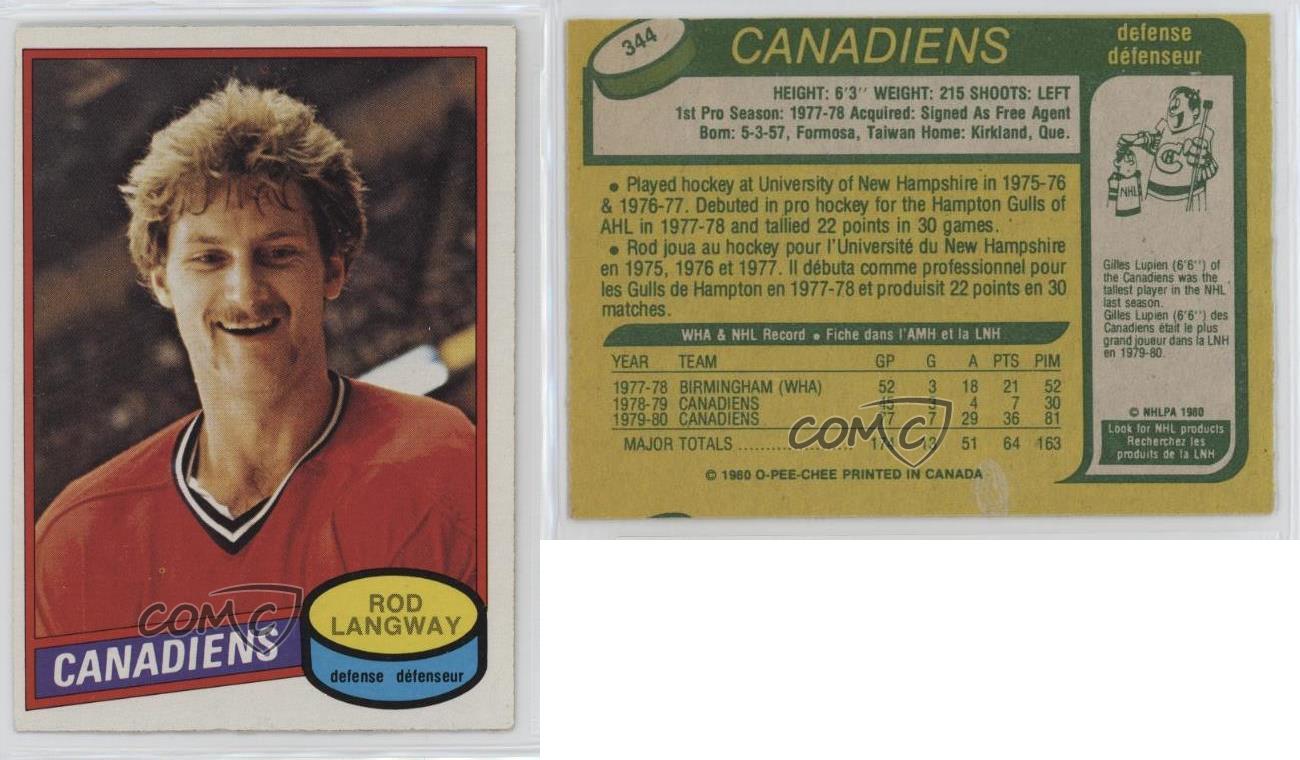 ROD
LANGWAY
CANADIENS
defense défenseur
COMC
344
CANADIENS
defense
défenseur
HEIGHT: 6'3'' WEIGHT: 215 SHOOTS: LEFT
1st Pro Season: 1977-78 Acquired: Signed As Free Agent
Born: 5-3-57, Formosa, Taiwan Home: Kirkland, Que.
• Played hockey at University of New Hampshire in 1975-76
& 1976-77. Debuted in pro hockey for the Hampton Gulls of
AHL in 1977-78 and tallied 22 points in 30 games.
• Rod joua au hockey pour l'Université du New Hampshire
en 1975, 1976 et 1977. Il débuta comme professionnel pour
les Gulls de Hampton en 1977-78 et produisit 22 points en 30
matches.
WHA & NHL Record • Fiche dans l'AMH et la LNH
YEAR TEAM GP G A PTS PIM
1977-78 BIRMINGHAM (WHA) 52 3 18 21 52
1978-79 CANADIENS 45 3 4 7 30
1979-80 CANADIENS 77 7 29 36 81
MAJOR TOTALS 174 13 51 64 163
© 1980 O-PEE-CHEE PRINTED IN CANADA
COMC
NHL
Gilles Lupien (6'6'') of
the Canadiens was the
tallest player in the NHL
last season.
Gilles Lupien (6'6'') des
Canadiens était le plus
grand joueur dans la LNH
en 1979-80.
© NHLPA 1980
Look for NHL products
Recherchez les
produits de la LNH